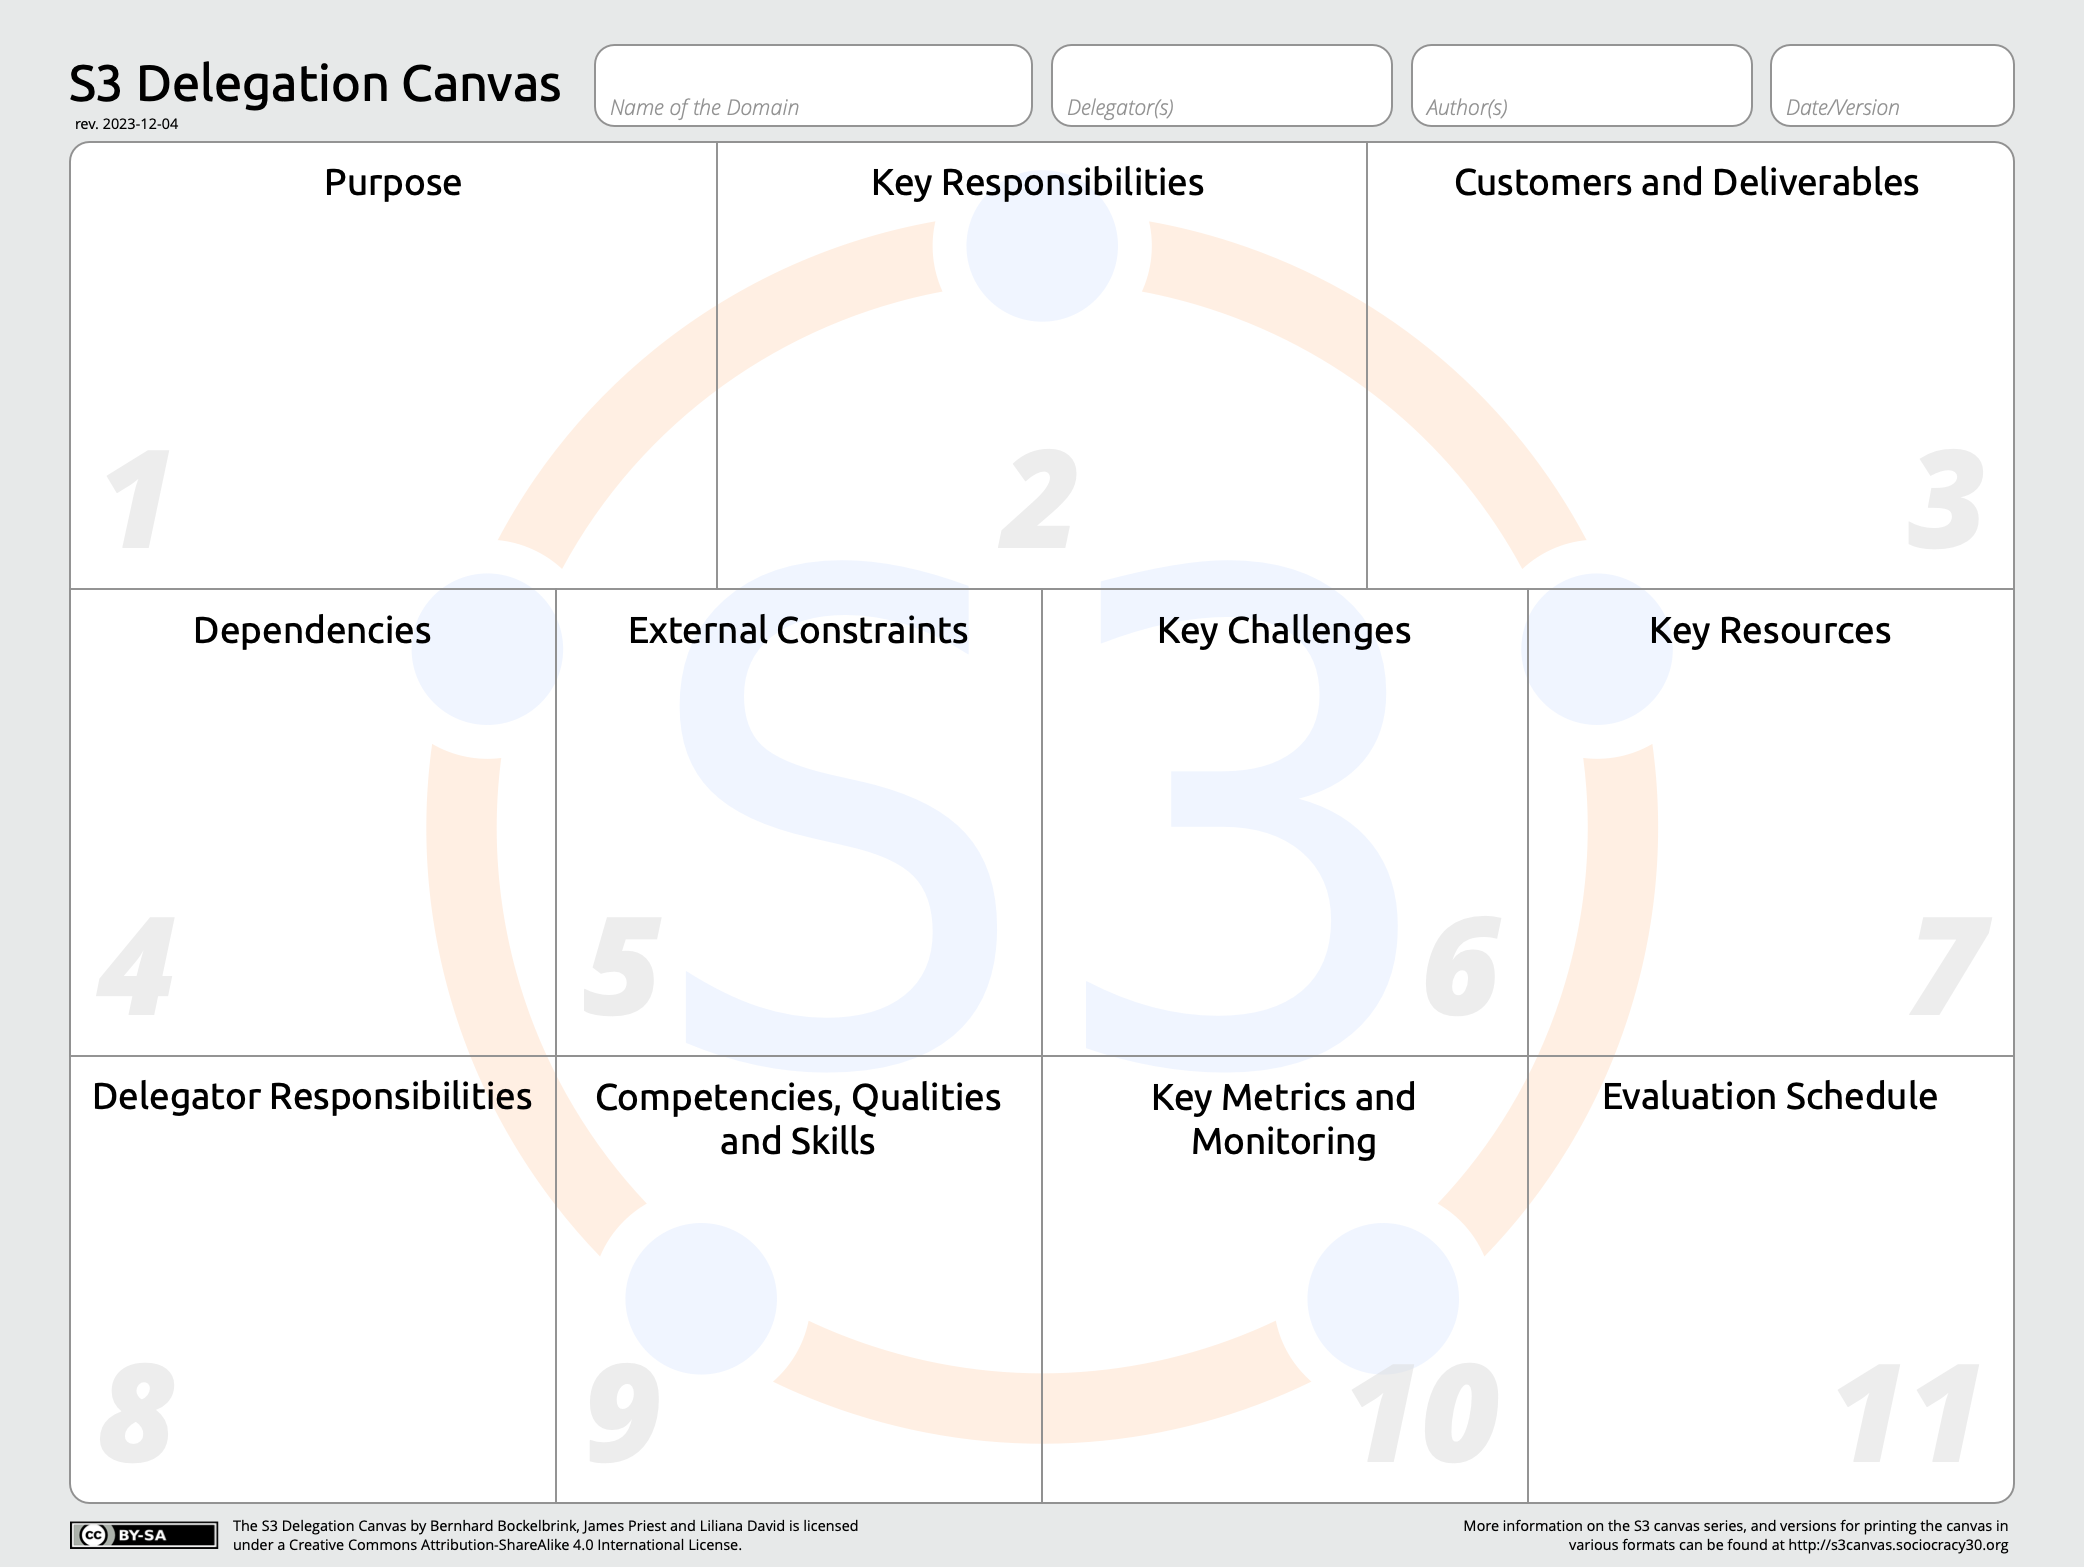 S3 Delegation Canvas
rev. 2023-12-04
Name of the Domain
Delegator(s)
Author(s)
Date/Version
Purpose
1
Key Responsibilities
2
Customers and Deliverables
3
Dependencies
4
External Constraints
5
Key Challenges
6
Key Resources
7
S3
Delegator Responsibilities
8
Competencies, Qualities
and Skills
9
Key Metrics and
Monitoring
10
Evaluation Schedule
11
cc BY-SA
The S3 Delegation Canvas by Bernhard Bockelbrink, James Priest and Liliana David is licensed
under a Creative Commons Attribution-ShareAlike 4.0 International License.
More information on the S3 canvas series, and versions for printing the canvas in
various formats can be found at http://s3canvas.sociocracy30.org